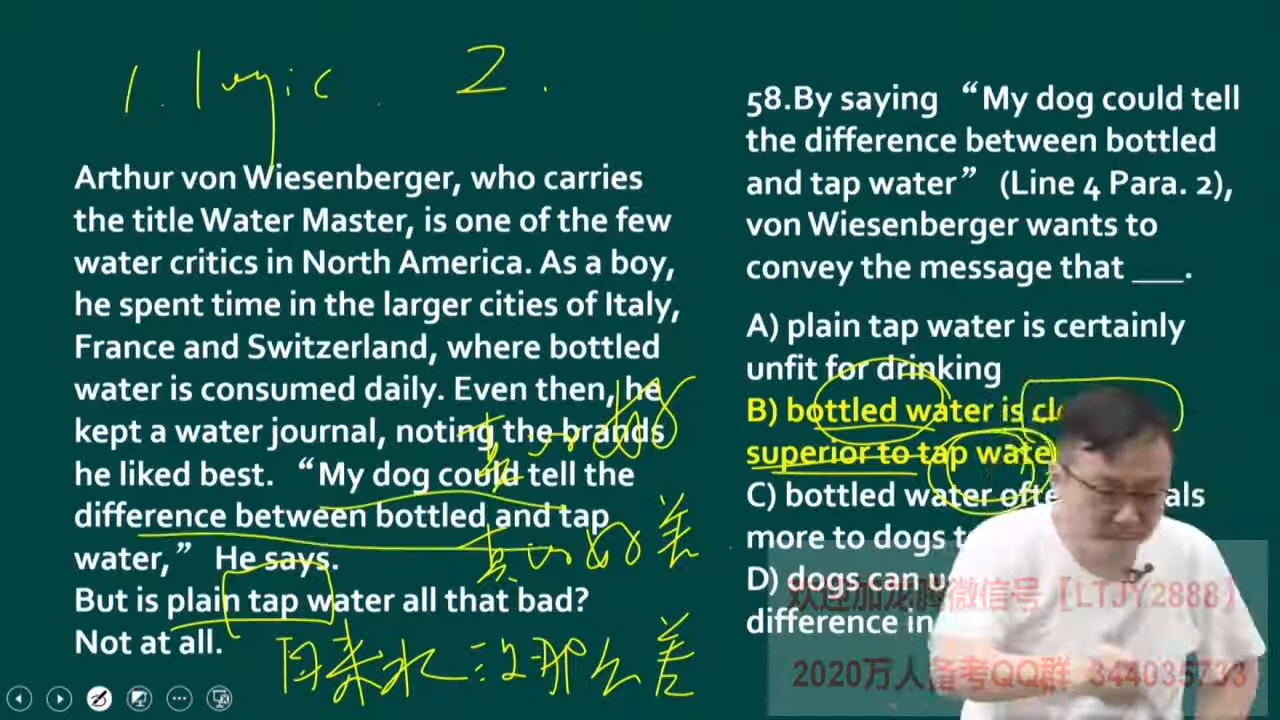 1. logic. 2.
Arthur von Wiesenberger, who carries
the title Water Master, is one of the few
water critics in North America. As a boy,
he spent time in the larger cities of Italy,
France and Switzerland, where bottled
water is consumed daily. Even then, he
kept a water journal, noting the brands
he liked best. “My dog could tell the
difference between bottled and tap
water,” He says.
But is plain tap water all that bad?
Not at all.
自来水没那么差
58.By saying “My dog could tell
the difference between bottled
and tap water” (Line 4 Para. 2),
von Wiesenberger wants to
convey the message that ___.
A) plain tap water is certainly
unfit for drinking
B) bottled water is
superior to tap
C) bottled water
more to dogs
D) dogs can
difference in
欢迎加龙腾微信号【LTJY2888】
2020万人备考QQ群 344035733